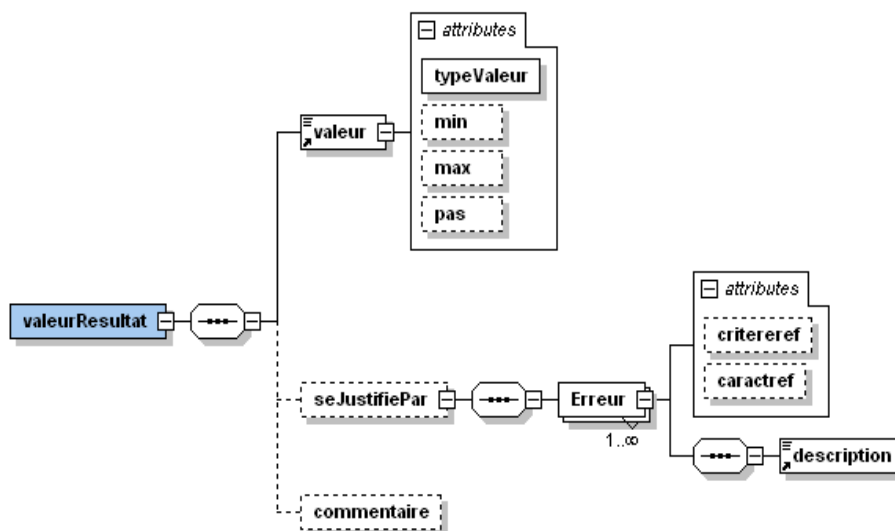 attributes
typeValeur
valeur
min
max
pas
valeurResultat
attributes
critereref
caractref
seJustifiePar
Erreur
1..∞
description
commentaire